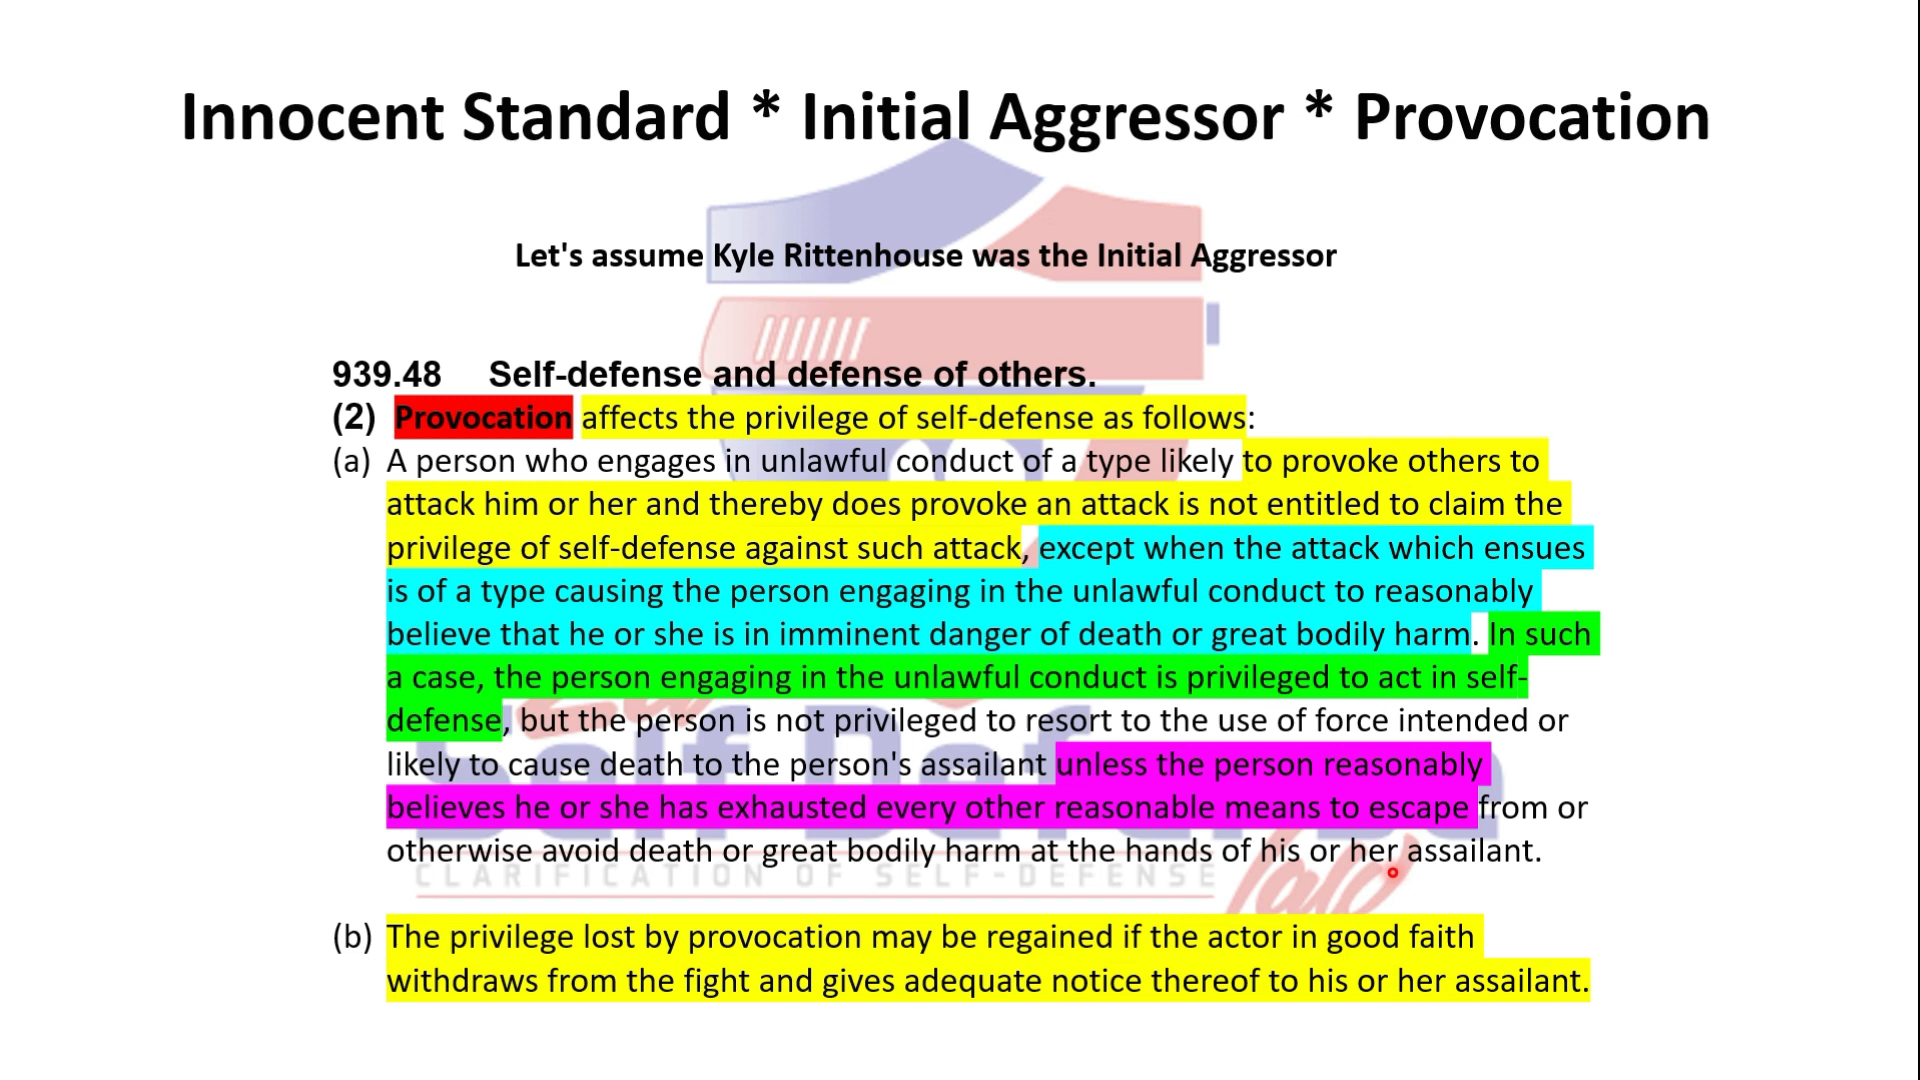 Innocent Standard * Initial Aggressor * Provocation
Let's assume Kyle Rittenhouse was the Initial Aggressor
939.48 Self-defense and defense of others.
(2) Provocation affects the privilege of self-defense as follows:
(a) A person who engages in unlawful conduct of a type likely to provoke others to
attack him or her and thereby does provoke an attack is not entitled to claim the
privilege of self-defense against such attack, except when the attack which ensues
is of a type causing the person engaging in the unlawful conduct to reasonably
believe that he or she is in imminent danger of death or great bodily harm. In such
a case, the person engaging in the unlawful conduct is privileged to act in self-
defense, but the person is not privileged to resort to the use of force intended or
likely to cause death to the person's assailant unless the person reasonably
believes he or she has exhausted every other reasonable means to escape from or
otherwise avoid death or great bodily harm at the hands of his or her assailant.
CLARIFICATION OF SELF-DEFENSE
(b) The privilege lost by provocation may be regained if the actor in good faith
withdraws from the fight and gives adequate notice thereof to his or her assailant.